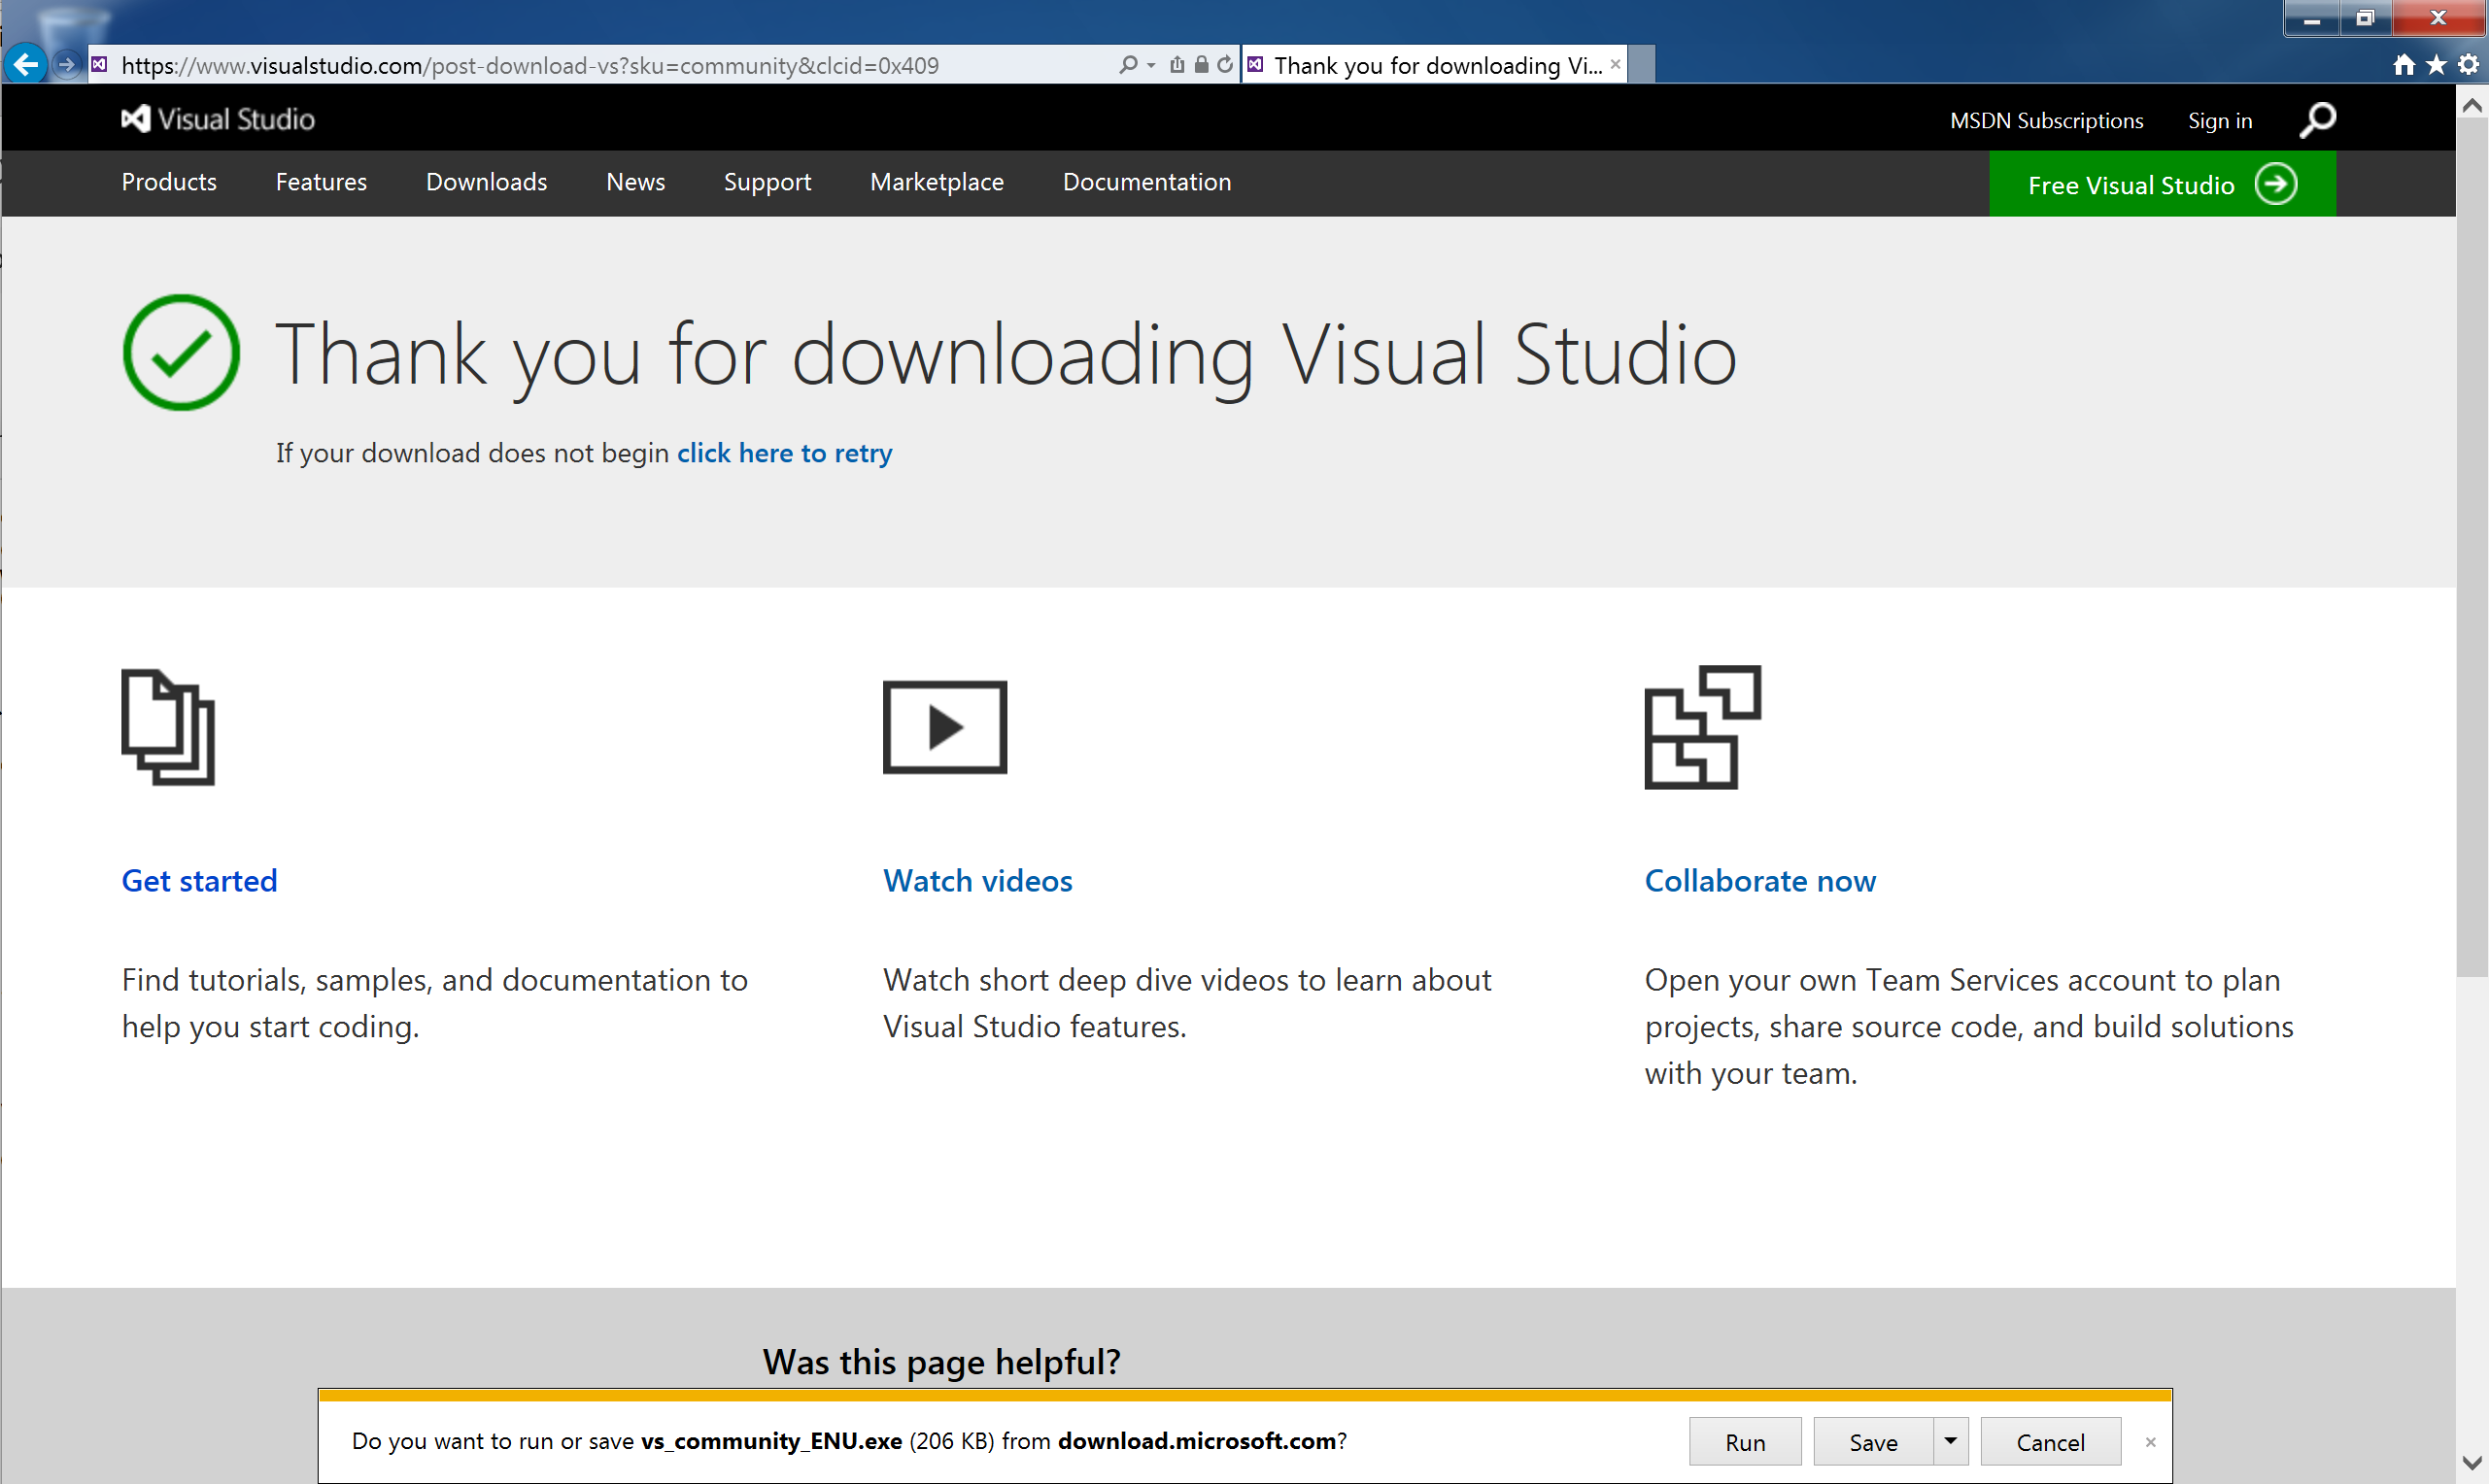 https://www.visualstudio.com/post-download-vs?sku=community&clcid=0x409
Thank you for downloading Vi...
Visual Studio
MSDN Subscriptions
Sign in
Products
Features
Downloads
News
Support
Marketplace
Documentation
Free Visual Studio
Thank you for downloading Visual Studio
If your download does not begin click here to retry
Get started
Find tutorials, samples, and documentation to
help you start coding.
Watch videos
Watch short deep dive videos to learn about
Visual Studio features.
Collaborate now
Open your own Team Services account to plan
projects, share source code, and build solutions
with your team.
Was this page helpful?
Do you want to run or save vs_community_ENU.exe (206 KB) from download.microsoft.com?
Run
Save
Cancel